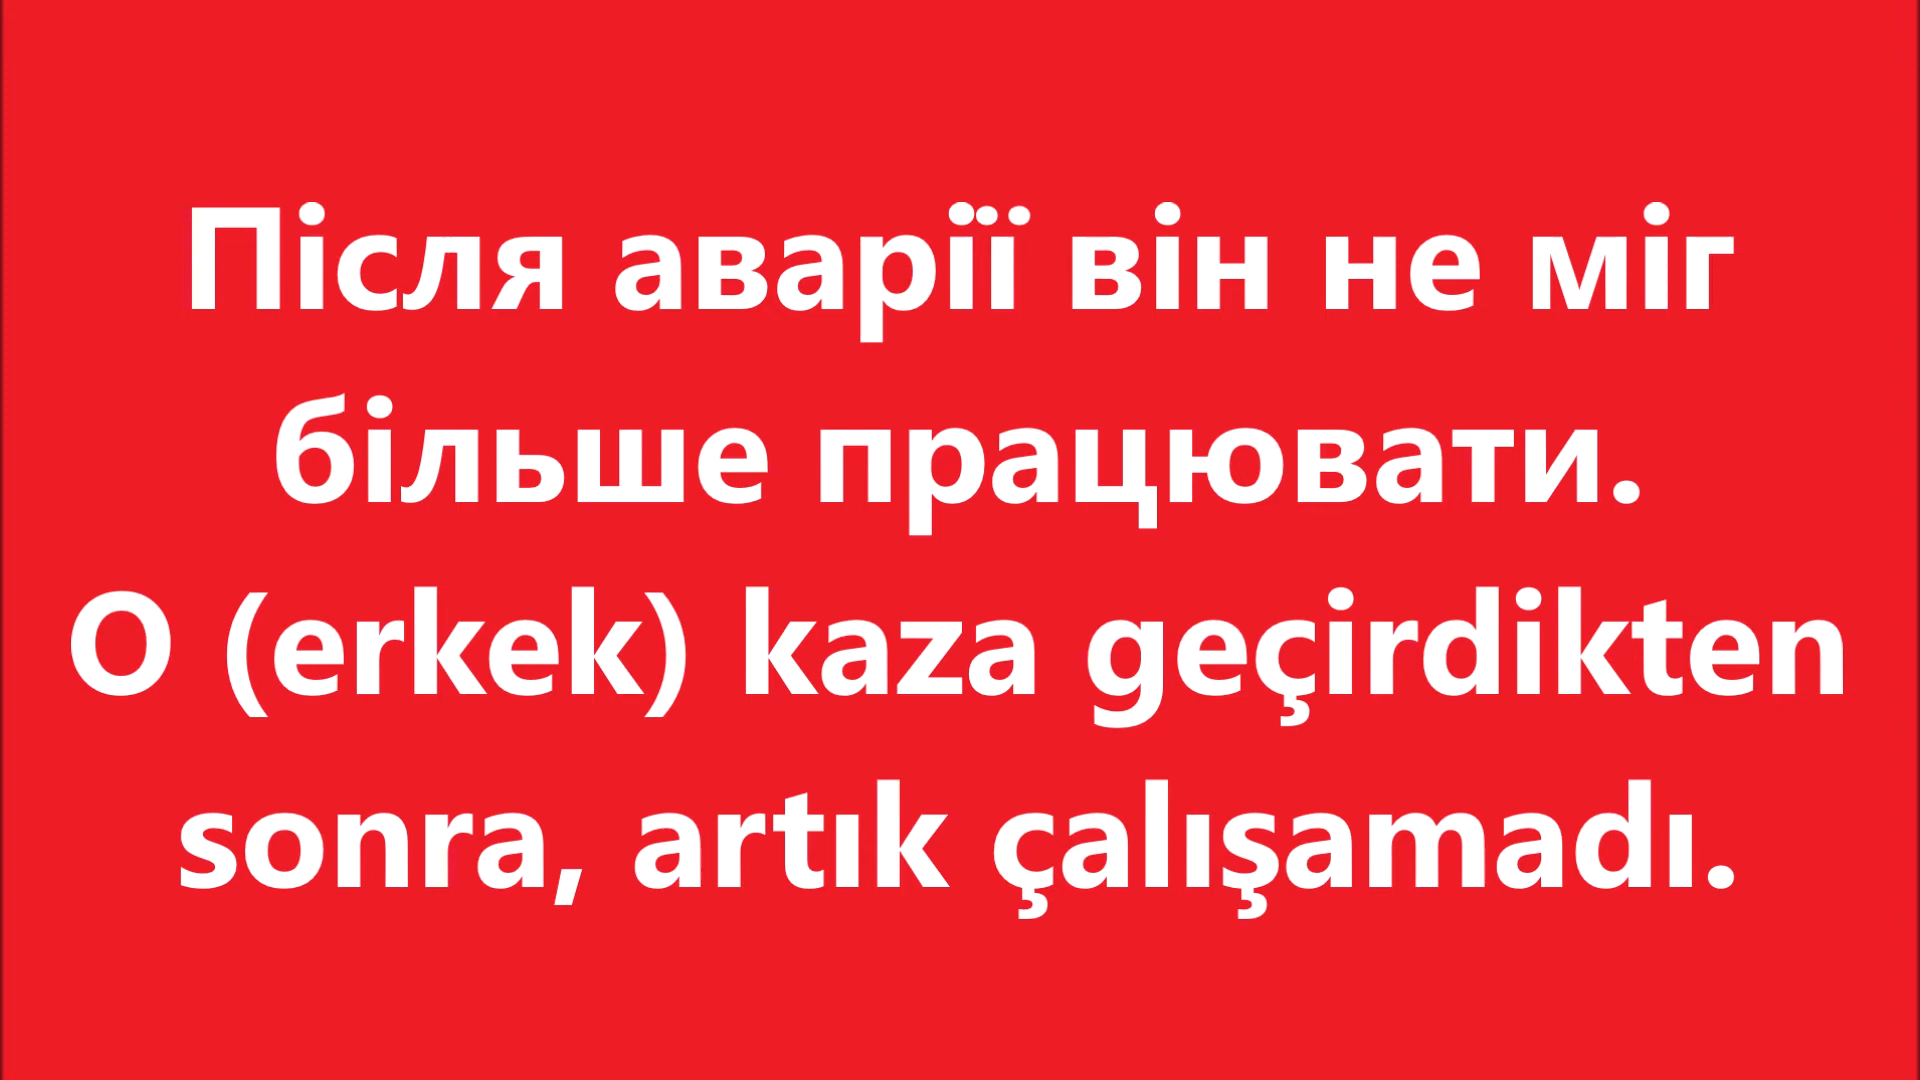 Після аварії він не міг
більше працювати.
O (erkek) kaza geçirdikten
sonra, artık çalışamadı.